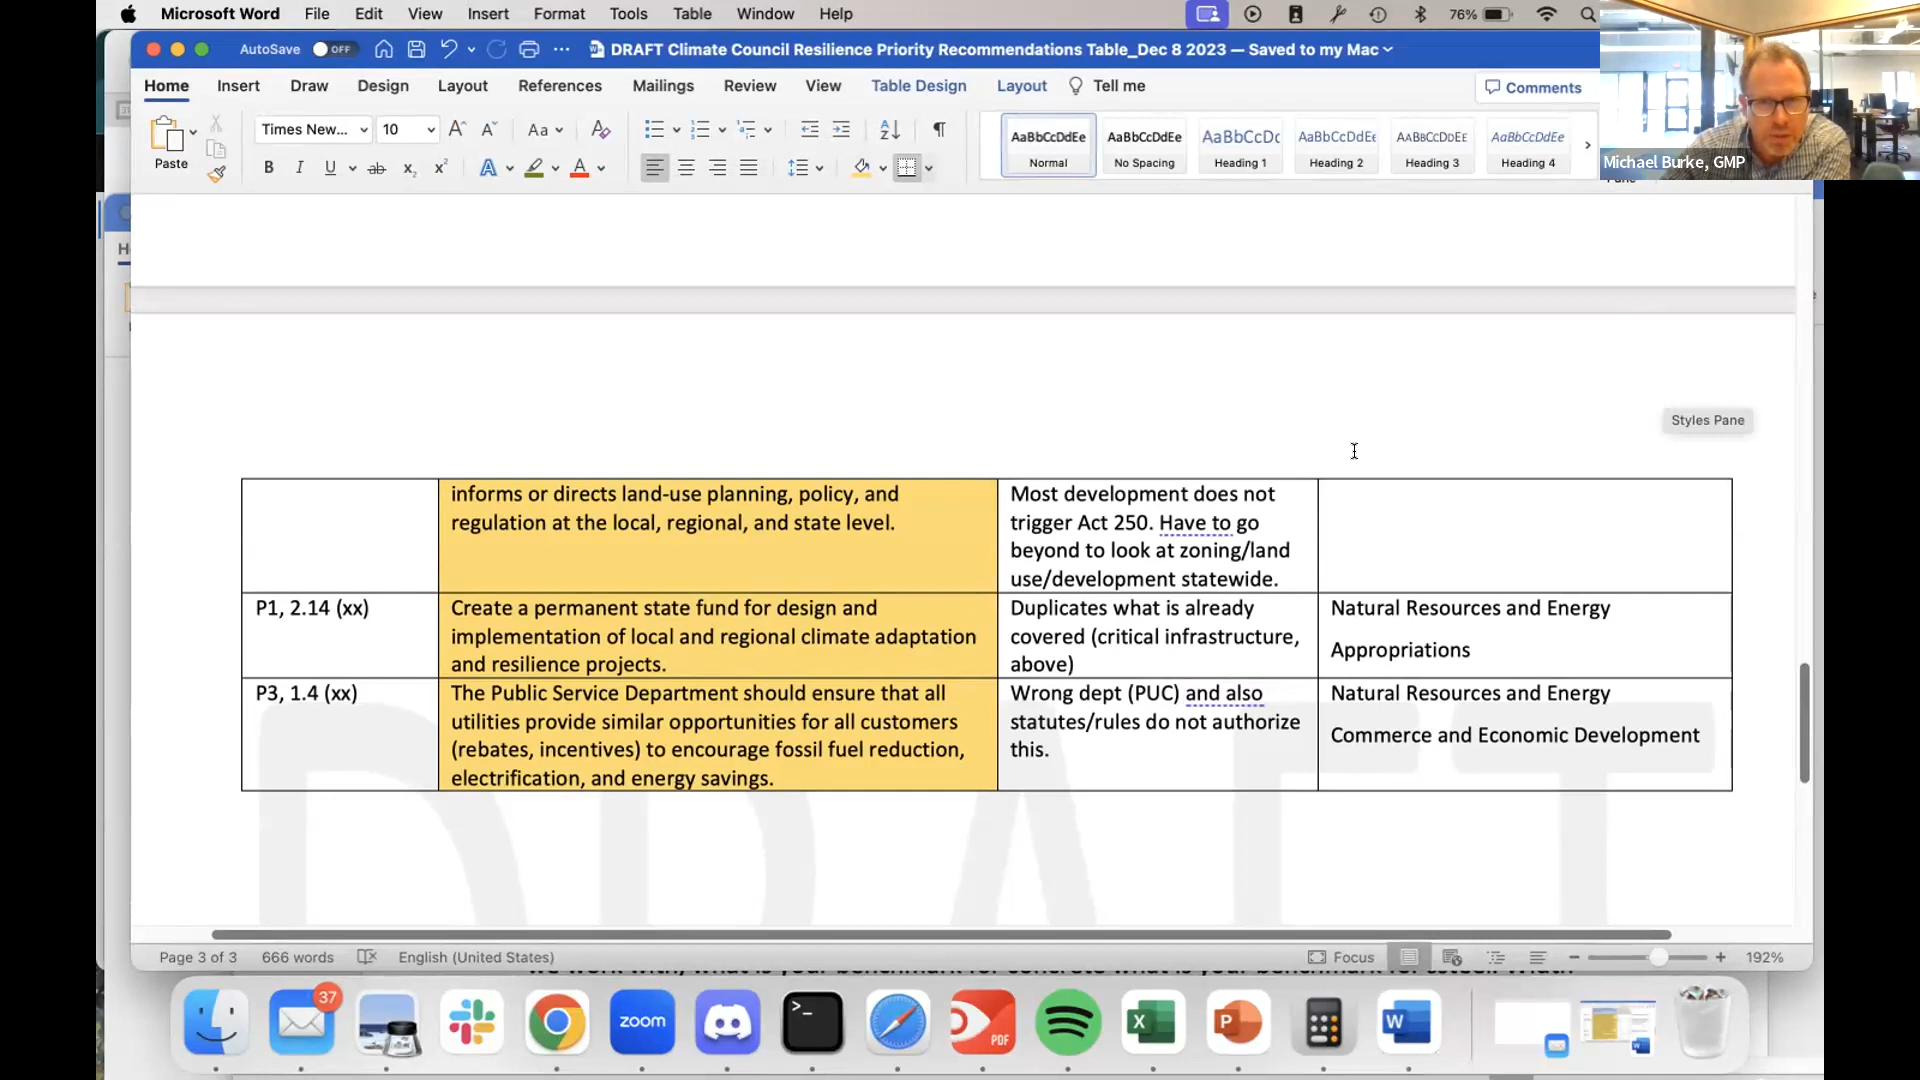 Microsoft Word File Edit View Insert Format Tools Table Window Help 76%
AutoSave OFF DRAFT Climate Council Resilience Priority Recommendations Table_Dec 8 2023 — Saved to my Mac
Home Insert Draw Design Layout References Mailings Review View Table Design Layout Tell me Comments
Paste
Times New... 10
AaBbCcDdEe AaBbCcDdEe AaBbCcDc AaBbCcDdEe AaBbCcDdEe AaBbCcDdEe
Normal No Spacing Heading 1 Heading 2 Heading 3 Heading 4
Michael Burke, GMP
Styles Pane
informs or directs land-use planning, policy, and
regulation at the local, regional, and state level.
Most development does not
trigger Act 250. Have to go
beyond to look at zoning/land
use/development statewide.
P1, 2.14 (xx)
Create a permanent state fund for design and
implementation of local and regional climate adaptation
and resilience projects.
Duplicates what is already
covered (critical infrastructure,
above)
Natural Resources and Energy
Appropriations
P3, 1.4 (xx)
The Public Service Department should ensure that all
utilities provide similar opportunities for all customers
(rebates, incentives) to encourage fossil fuel reduction,
electrification, and energy savings.
Wrong dept (PUC) and also
statutes/rules do not authorize
this.
Natural Resources and Energy
Commerce and Economic Development
DRAFT
Page 3 of 3 666 words English (United States) Focus 192%
37
zoom
PDF